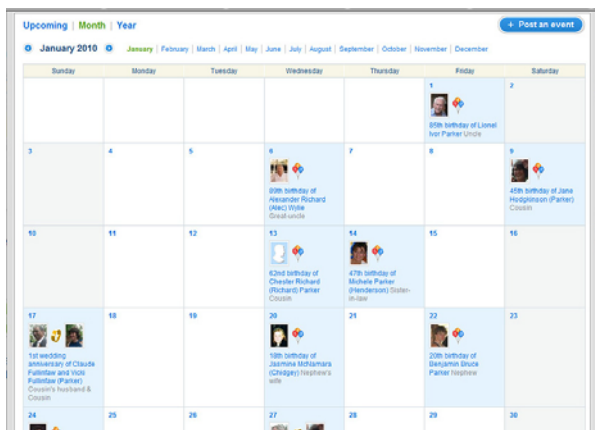 Upcoming | Month | Year
+ Post an event
January 2010
January | February | March | April | May | June | July | August | September | October | November | December
Sunday Monday Tuesday Wednesday Thursday Friday Saturday
1 2
85th birthday of Lionel
Ivor Parker Uncle
3 4 5 6 7 8 9
89th birthday of
Alexander Richard
(Alec) Wylie
Great-uncle
45th birthday of Jane
Hodgkinson (Parker)
Cousin
10 11 12 13 14 15 16
62nd birthday of
Chester Richard
(Richard) Parker
Cousin
47th birthday of
Michele Parker
(Henderson) Sister-
in-law
17 18 19 20 21 22 23
1st wedding
anniversary of Claude
Fullinfaw and Vicki
Fullinfaw (Parker)
Cousin's husband &
Cousin
18th birthday of
Jasmine McNamara
(Chidgey) Nephew's
wife
20th birthday of
Benjamin Bruce
Parker Nephew
24 25 26 27 28 29 30